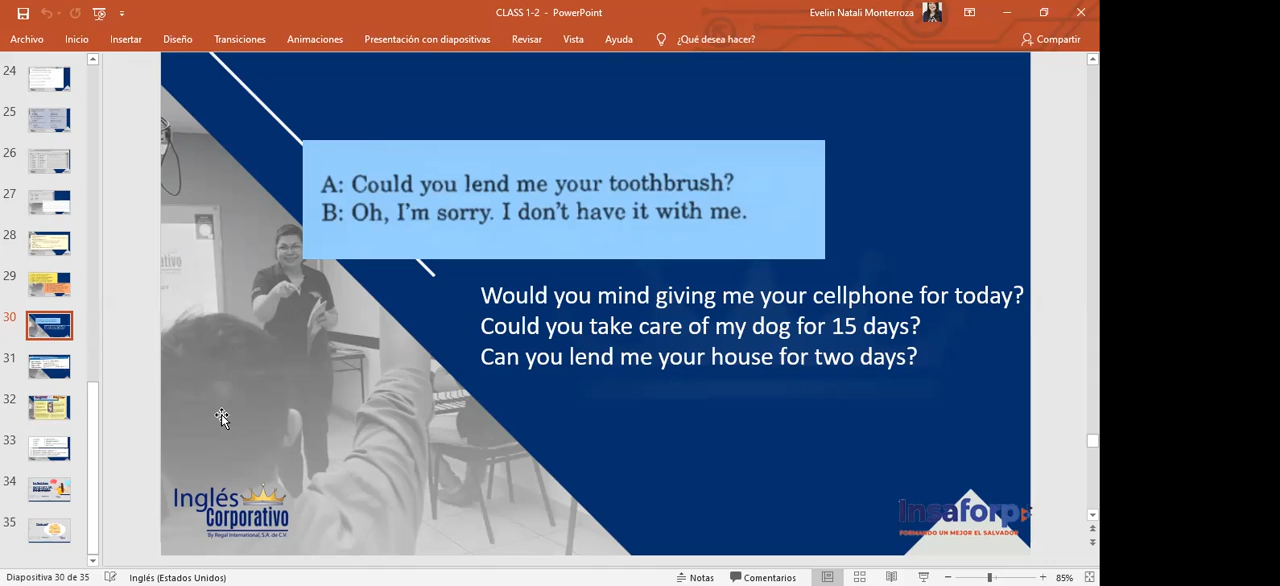 CLASS 1-2 - PowerPoint
Evelin Natali Monterroza
Archivo Inicio Insertar Diseño Transiciones Animaciones Presentación con diapositivas Revisar Vista Ayuda ¿Qué desea hacer? Compartir
24
25
26
27
28
29
30
31
32
33
34
35
A: Could you lend me your toothbrush?
B: Oh, I'm sorry. I don't have it with me.
Would you mind giving me your cellphone for today?
Could you take care of my dog for 15 days?
Can you lend me your house for two days?
Inglés
Corporativo
By Regal International, S.A. de C.V.
Insaforp
FORMANDO UN MEJOR EL SALVADOR
Diapositiva 30 de 35 Inglés (Estados Unidos) Notas Comentarios 85%